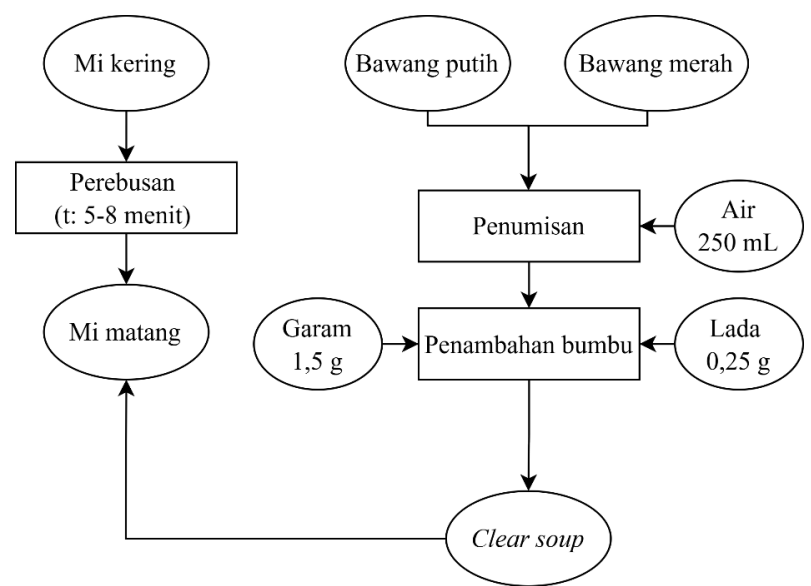 Mi kering
Bawang putih
Bawang merah
Perebusan
(t: 5-8 menit)
Penumisan
Air
250 mL
Mi matang
Garam
1,5 g
Penambahan bumbu
Lada
0,25 g
Clear soup